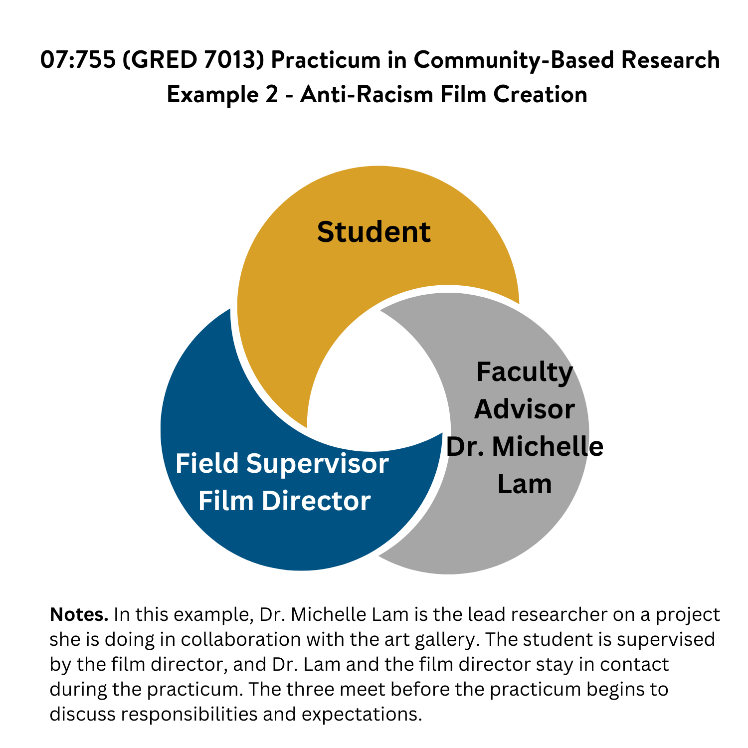 07:755 (GRED 7013) Practicum in Community-Based Research
Example 2 - Anti-Racism Film Creation
Student
Faculty
Advisor
Dr. Michelle
Lam
Field Supervisor
Film Director
Notes. In this example, Dr. Michelle Lam is the lead researcher on a project
she is doing in collaboration with the art gallery. The student is supervised
by the film director, and Dr. Lam and the film director stay in contact
during the practicum. The three meet before the practicum begins to
discuss responsibilities and expectations.